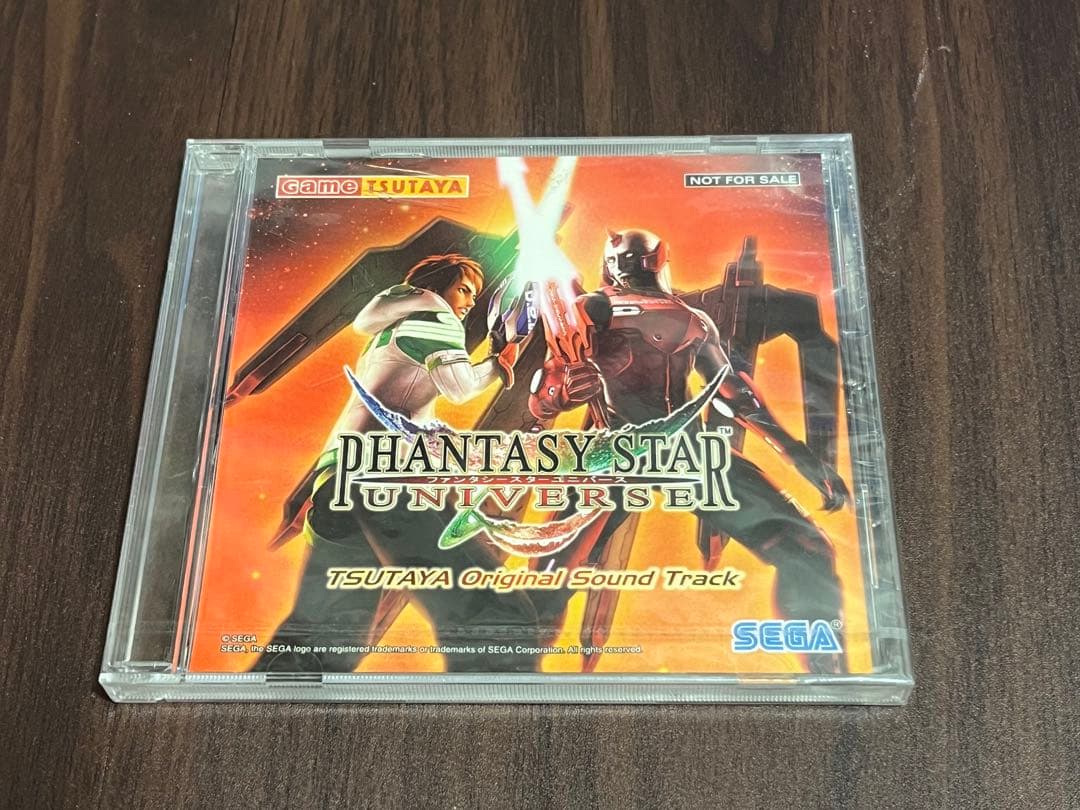 Game TSUTAYA
NOT FOR SALE
PHANTASY STAR™
ファンタシースターユニバース
UNIVERSE
TSUTAYA Original Sound Track
© SEGA
SEGA, the SEGA logo are registered trademarks or trademarks of SEGA Corporation. All rights reserved.
SEGA®